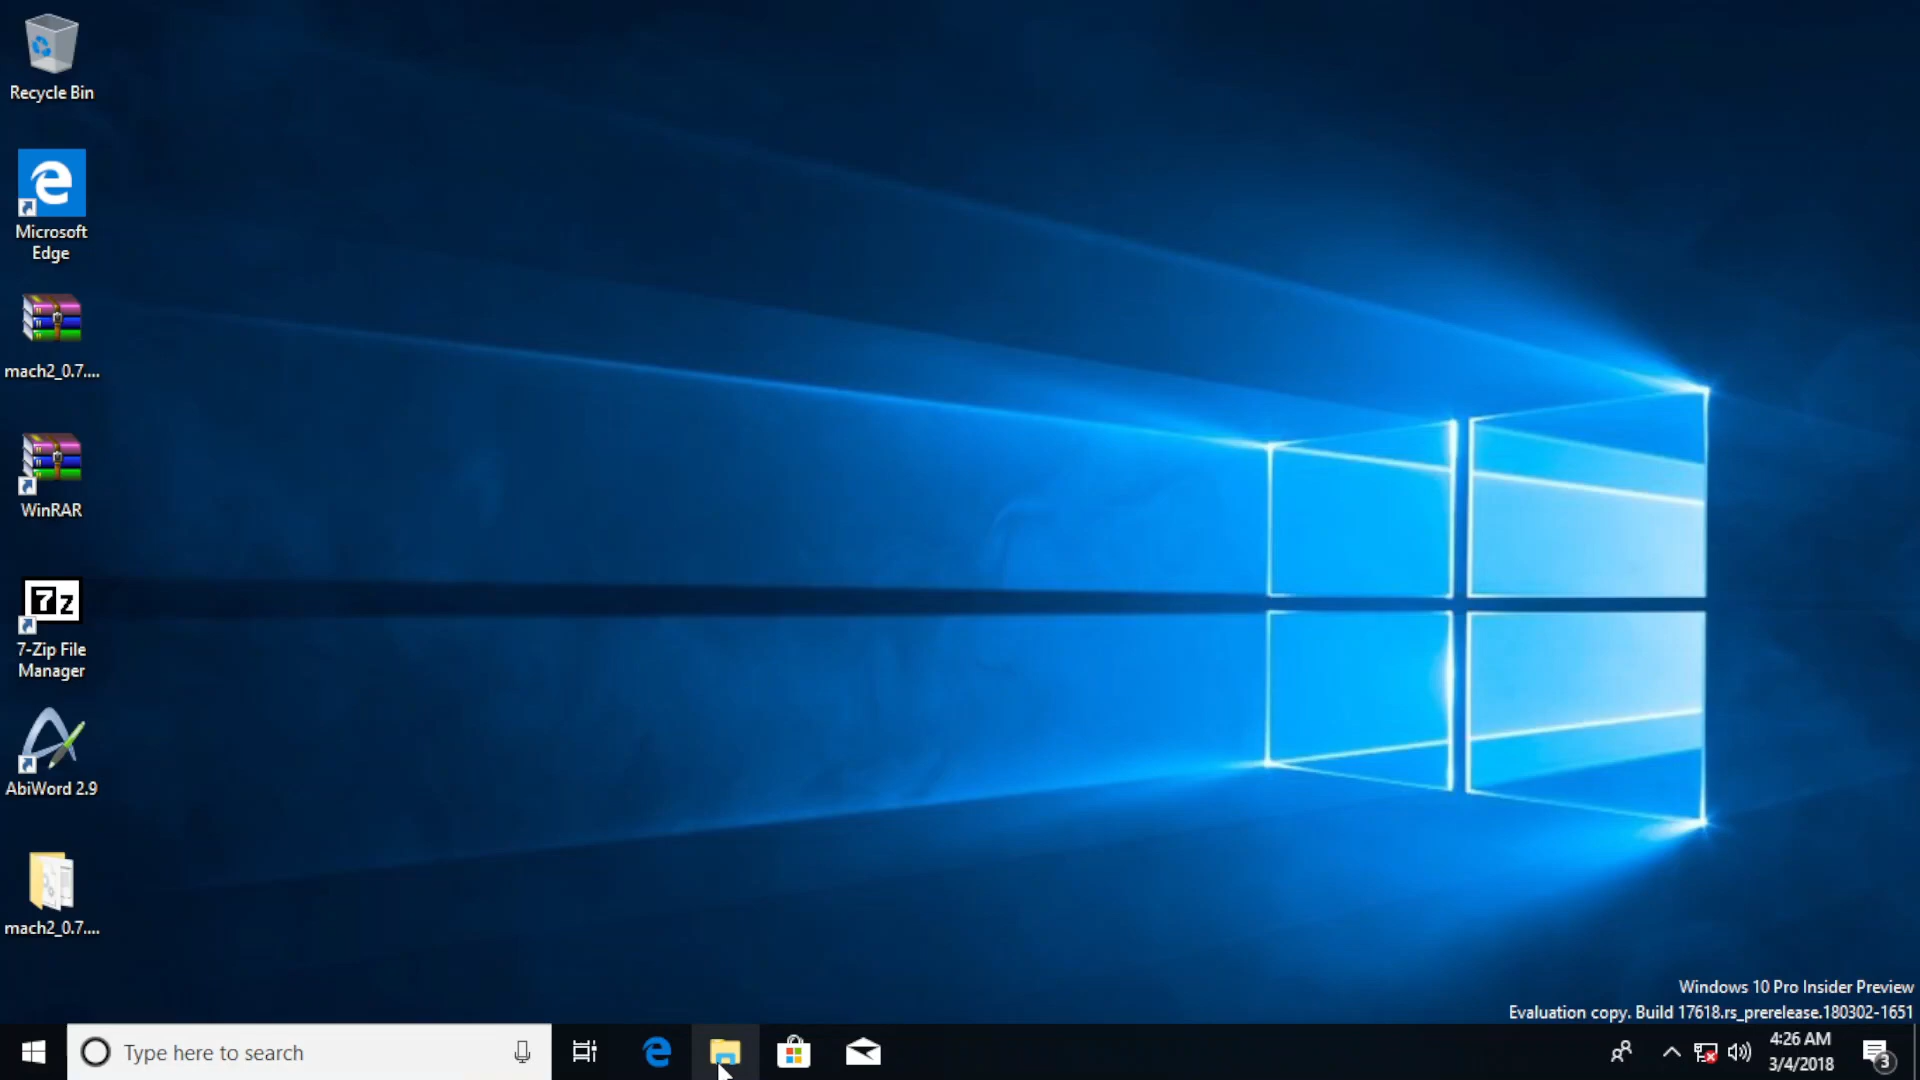 Recycle Bin
Microsoft
Edge
mach2_0.7....
WinRAR
7z
7-Zip File
Manager
AbiWord 2.9
mach2_0.7....
Windows 10 Pro Insider Preview
Evaluation copy. Build 17618.rs_prerelease.180302-1651
Type here to search
4:26 AM
3/4/2018
3